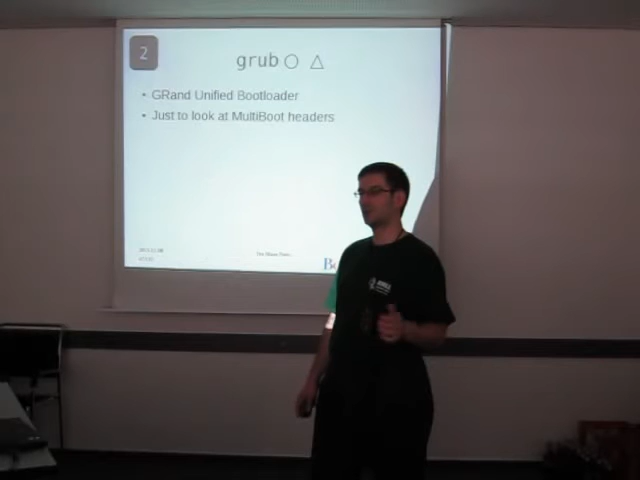 2
grub
• GRand Unified Bootloader
• Just to look at MultiBoot headers